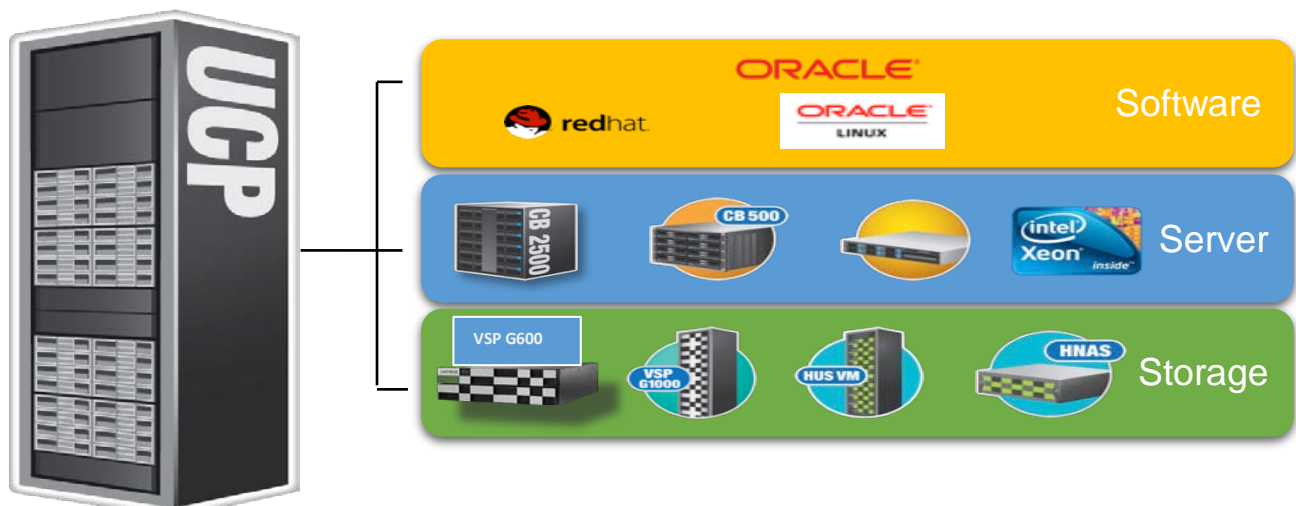 UCP
ORACLE
redhat.
ORACLE
LINUX
Software
CB 2500
CB 500
intel
Xeon
inside
Server
VSP G600
VSP
G1000
HUS VM
HNAS
Storage